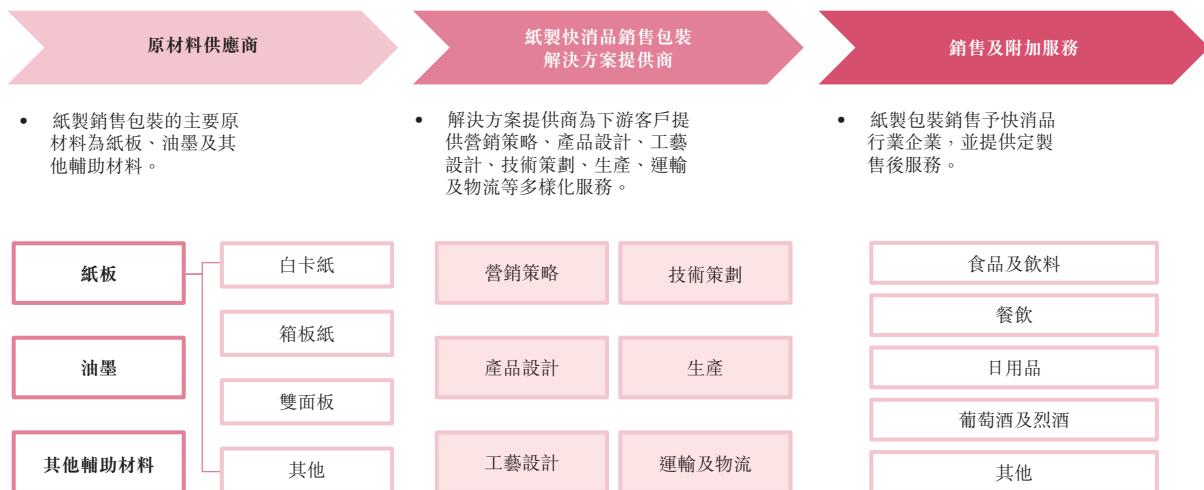 原材料供應商
紙製快消品銷售包裝
解決方案提供商
銷售及附加服務
• 紙製銷售包裝的主要原
材料為紙板、油墨及其
他輔助材料。
• 解決方案提供商為下游客戶提
供營銷策略、產品設計、工藝
設計、技術策劃、生產、運輸
及物流等多樣化服務。
• 紙製包裝銷售予快消品
行業企業，並提供定製
售後服務。
紙板
油墨
其他輔助材料
白卡紙
箱板紙
雙面板
其他
营銷策略
技術策劃
產品設計
生產
工藝設計
運輸及物流
食品及飲料
餐飲
日用品
葡萄酒及烈酒
其他